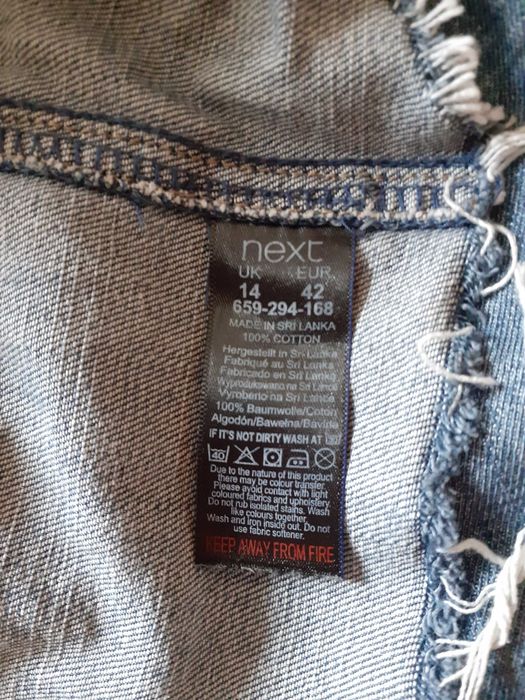 next
UK EUR
14 42
659-294-168
MADE IN SRI LANKA
100% COTTON
Hergestellt in Sri Lanka
Fabriqué au Sri Lanka
Fabricado en Sri Lanka
Wyprodukowano na Sri Lance
Vyrobeno na Srí Lance
100% Baumwolle/Coton
Algodón/Bawełna/Bavlna
IF IT'S NOT DIRTY WASH AT 30
40
Due to the nature of this product
there may be colour transfer.
Please avoid contact with light
coloured fabrics and upholstery.
Do not rub isolated stains. Wash
like colours together.
Wash and iron inside out. Do not
use fabric softener.
KEEP AWAY FROM FIRE